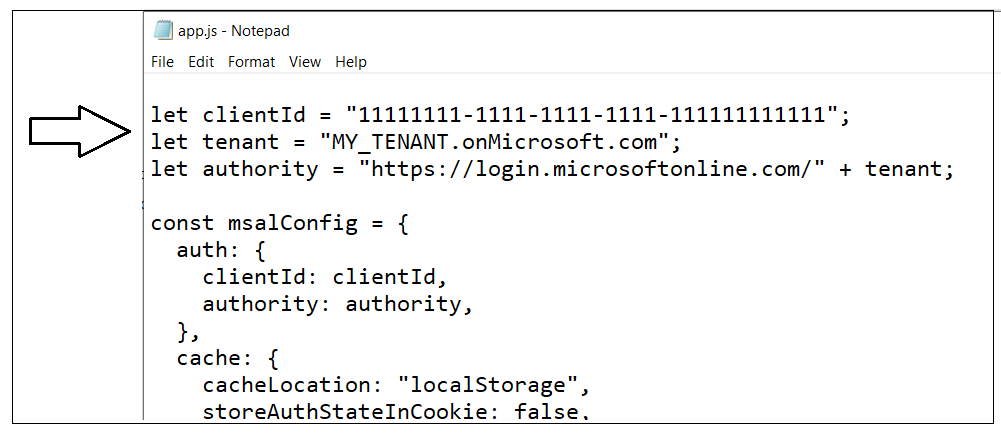 app.js - Notepad
File Edit Format View Help
let clientId = "11111111-1111-1111-1111-111111111111";
let tenant = "MY_TENANT.onMicrosoft.com";
let authority = "https://login.microsoftonline.com/" + tenant;
const msalConfig = {
  auth: {
    clientId: clientId,
    authority: authority,
  },
  cache: {
    cacheLocation: "localStorage",
    storeAuthStateInCookie: false,